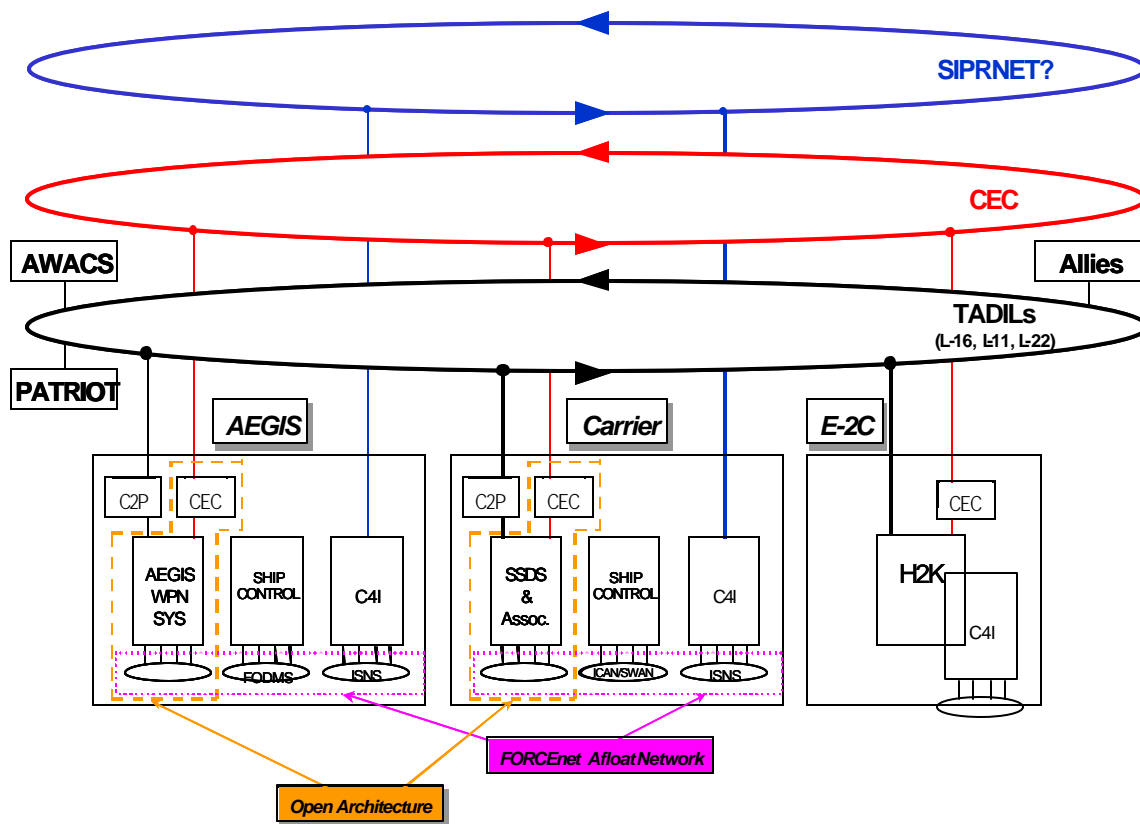 SIPRNET?
CEC
AWACS
Allies
TADILs
(L-16, L-11, L-22)
PATRIOT
AEGIS
Carrier
E-2C
C2P
CEC
C2P
CEC
CEC
AEGIS
WPN
SYS
SHIP
CONTROL
C4I
SSDS
&
Assoc.
SHIP
CONTROL
C4I
H2K
C4I
FODMS
ISNS
ICAN/SWAN
ISNS
FORCEnet Afloat Network
Open Architecture